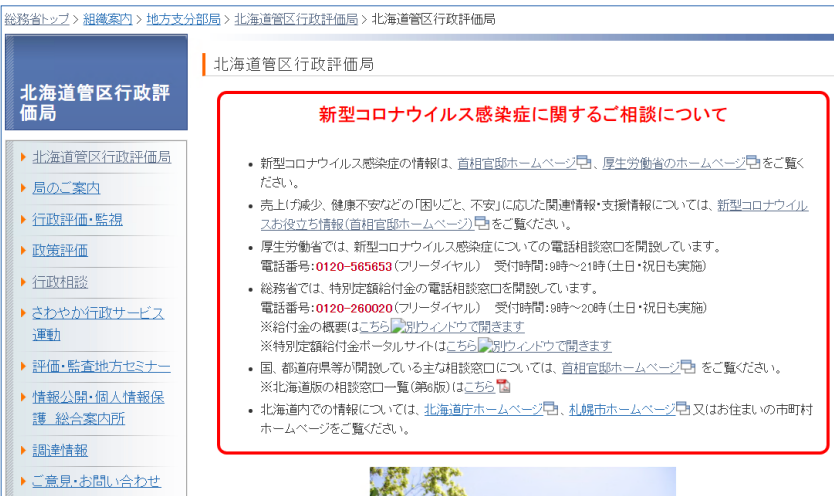 総務省トップ > 組織案内 > 地方支分部局 > 北海道管区行政評価局 > 北海道管区行政評価局
北海道管区行政評
価局
北海道管区行政評価局
局のご案内
行政評価・監視
政策評価
行政相談
さわやか行政サービス
運動
評価・監査地方セミナー
情報公開・個人情報保
護 総合案内所
調達情報
ご意見・お問い合わせ
北海道管区行政評価局
新型コロナウイルス感染症に関するご相談について
• 新型コロナウイルス感染症の情報は、首相官邸ホームページ、厚生労働省のホームページをご覧く
ださい。
• 売上げ減少、健康不安などの「困りごと、不安」に応じた関連情報・支援情報については、新型コロナウイル
スお役立ち情報(首相官邸ホームページ)をご覧ください。
• 厚生労働省では、新型コロナウイルス感染症についての電話相談窓口を開設しています。
電話番号:0120-565653(フリーダイヤル) 受付時間:9時～21時(土日・祝日も実施)
• 総務省では、特別定額給付金の電話相談窓口を開設しています。
電話番号:0120-260020(フリーダイヤル) 受付時間:9時～20時(土日・祝日も実施)
※給付金の概要はこちら別ウィンドウで開きます
※特別定額給付金ポータルサイトはこちら別ウィンドウで開きます
• 国、都道府県等が開設している主な相談窓口については、首相官邸ホームページ をご覧ください。
※北海道版の相談窓口一覧(第6版)はこちら
• 北海道内での情報については、北海道庁ホームページ、札幌市ホームページ又はお住まいの市町村
ホームページをご覧ください。